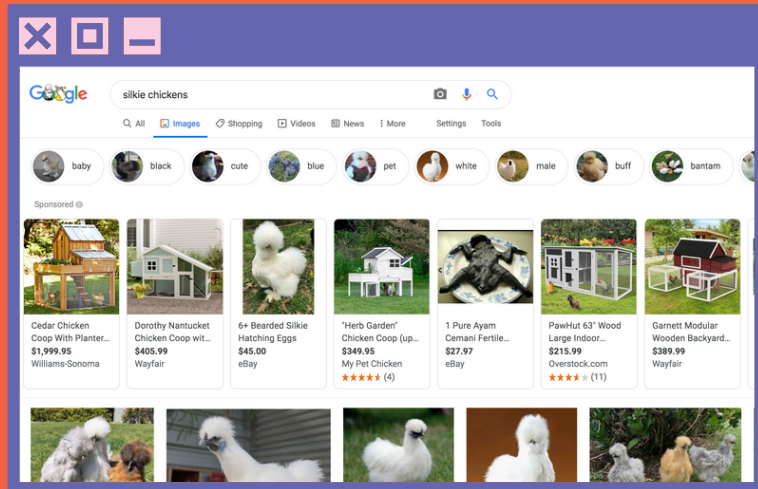 Google
silkie chickens
All Images Shopping Videos News More Settings Tools
baby black cute blue pet white male buff bantam
Sponsored
Cedar Chicken
Coop With Planter...
$1,999.95
Williams-Sonoma
Dorothy Nantucket
Chicken Coop wit...
$405.99
Wayfair
6+ Bearded Silkie
Hatching Eggs
$45.00
eBay
"Herb Garden"
Chicken Coop (up...
$349.95
My Pet Chicken
(4)
1 Pure Ayam
Cemani Fertile...
$27.97
eBay
PawHut 63" Wood
Large Indoor...
$215.99
Overstock.com
(11)
Garnett Modular
Wooden Backyard...
$389.99
Wayfair